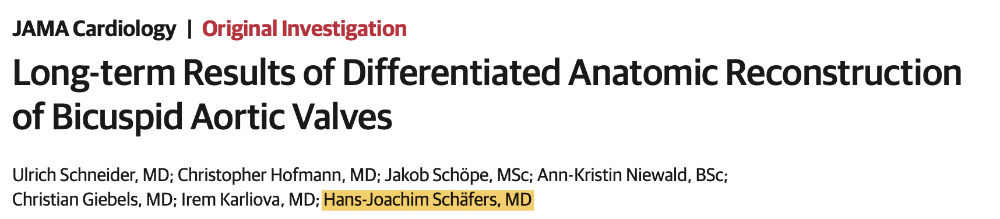 JAMA Cardiology | Original Investigation
Long-term Results of Differentiated Anatomic Reconstruction
of Bicuspid Aortic Valves
Ulrich Schneider, MD; Christopher Hofmann, MD; Jakob Schöpe, MSc; Ann-Kristin Niewald, BSc;
Christian Giebels, MD; Irem Karliova, MD; Hans-Joachim Schäfers, MD